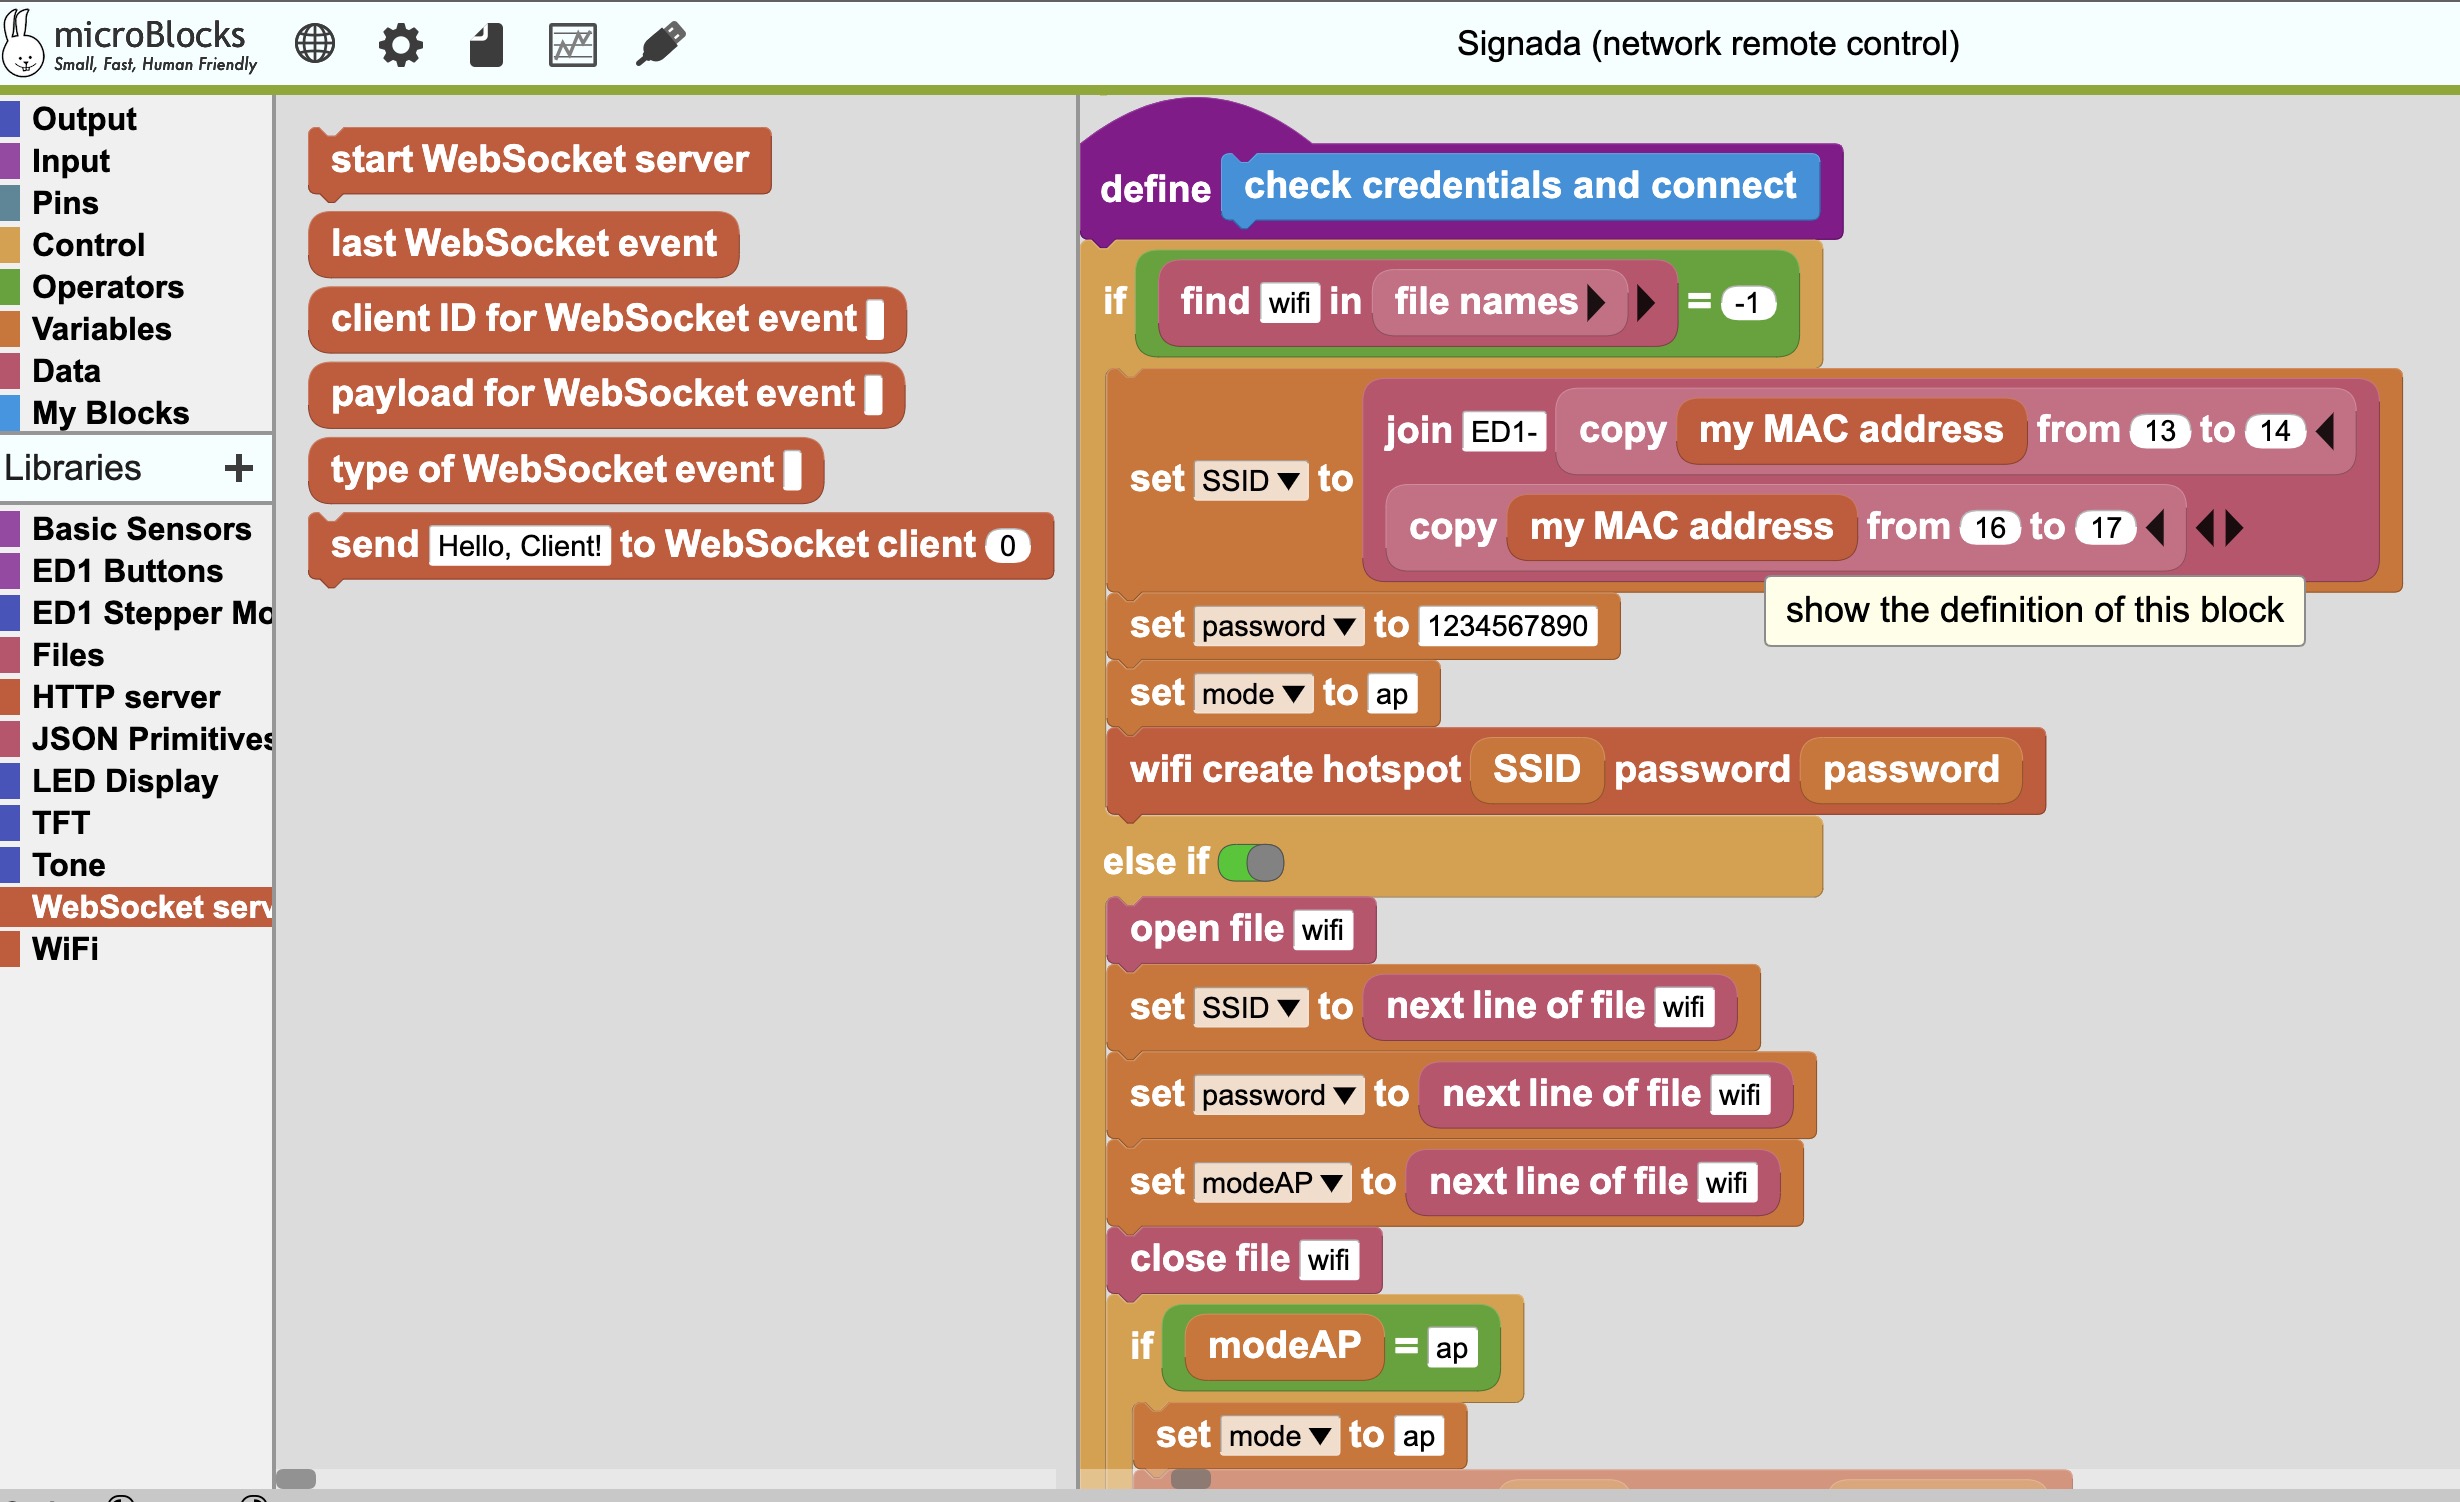 microBlocks
Small, Fast, Human Friendly
Signada (network remote control)
Output
Input
Pins
Control
Operators
Variables
Data
My Blocks
Libraries +
Basic Sensors
ED1 Buttons
ED1 Stepper Mo
Files
HTTP server
JSON Primitives
LED Display
TFT
Tone
WebSocket serv
WiFi
start WebSocket server
last WebSocket event
client ID for WebSocket event
payload for WebSocket event
type of WebSocket event
send Hello, Client! to WebSocket client 0
define check credentials and connect
if find wifi in file names = -1
set SSID to join ED1- copy my MAC address from 13 to 14
copy my MAC address from 16 to 17
show the definition of this block
set password to 1234567890
set mode to ap
wifi create hotspot SSID password password
else if
open file wifi
set SSID to next line of file wifi
set password to next line of file wifi
set modeAP to next line of file wifi
close file wifi
if modeAP = ap
set mode to ap